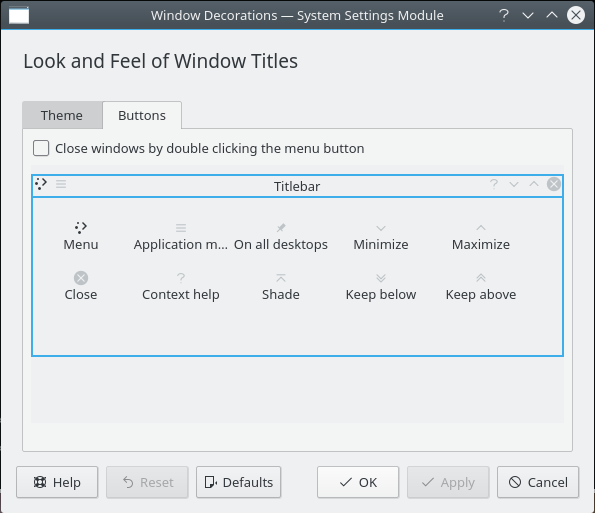 Window Decorations — System Settings Module
Look and Feel of Window Titles
Theme Buttons
Close windows by double clicking the menu button
Titlebar
Menu Application m... On all desktops Minimize Maximize
Close Context help Shade Keep below Keep above
Help Reset Defaults OK Apply Cancel